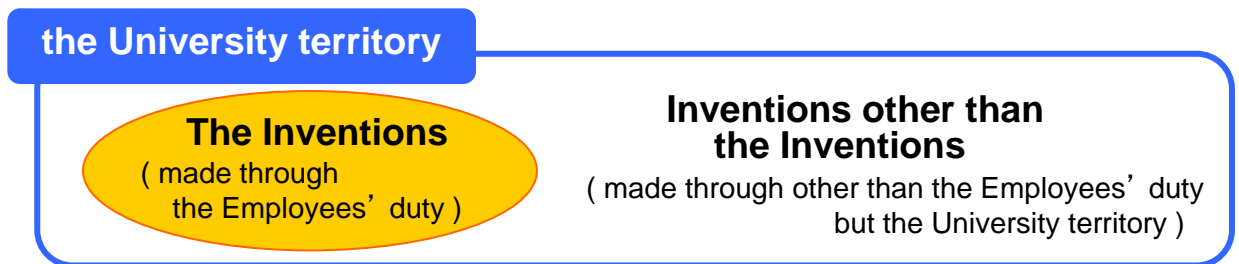 the University territory
The Inventions
( made through
the Employees’ duty )
Inventions other than
the Inventions
( made through other than the Employees’ duty
but the University territory )